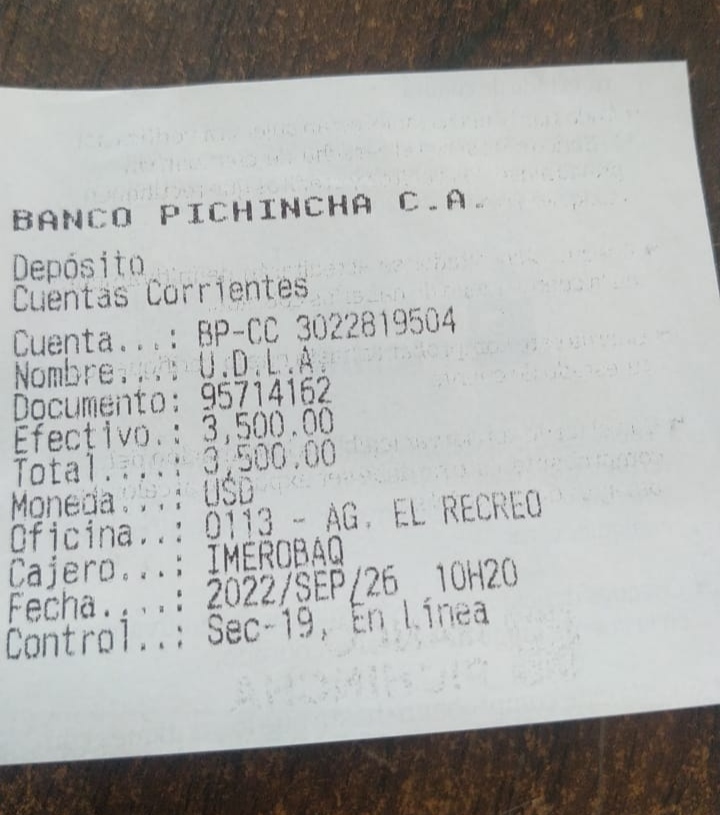 BANCO PICHINCHA C.A.
Depósito
Cuentas Corrientes
Cuenta...: BP-CC 3022819504
Nombre...: U.D.L.A.
Documento: 95714162
Efectivo.: 3,500.00
Total....: 3,500.00
Moneda...: USD
Oficina..: 0113 - AG. EL RECREO
Cajero...: IMEROBAQ
Fecha....: 2022/SEP/26 10H20
Control..: Sec-19, En Línea
PICHINCHA